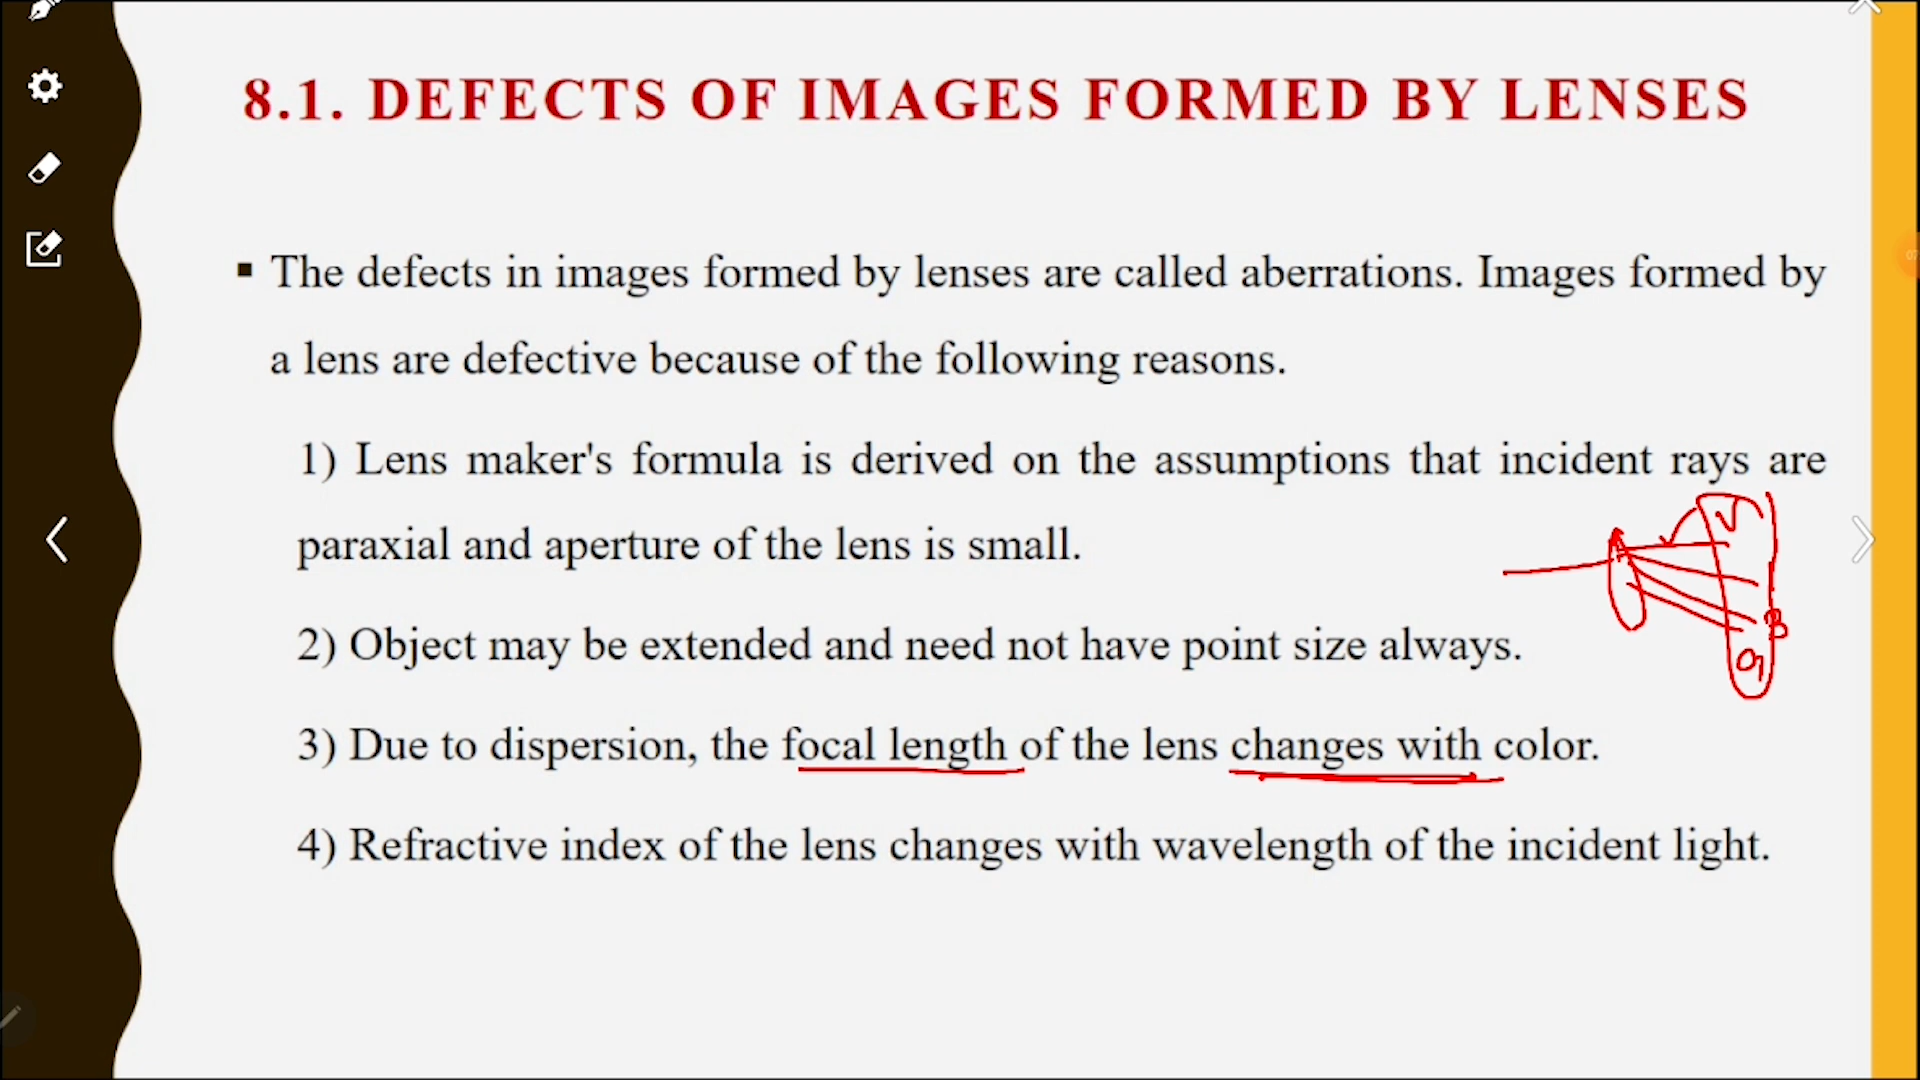 8.1. DEFECTS OF IMAGES FORMED BY LENSES
▪ The defects in images formed by lenses are called aberrations. Images formed by
a lens are defective because of the following reasons.
1) Lens maker's formula is derived on the assumptions that incident rays are
paraxial and aperture of the lens is small.
V
2) Object may be extended and need not have point size always.
B
3) Due to dispersion, the focal length of the lens changes with color.
4) Refractive index of the lens changes with wavelength of the incident light.